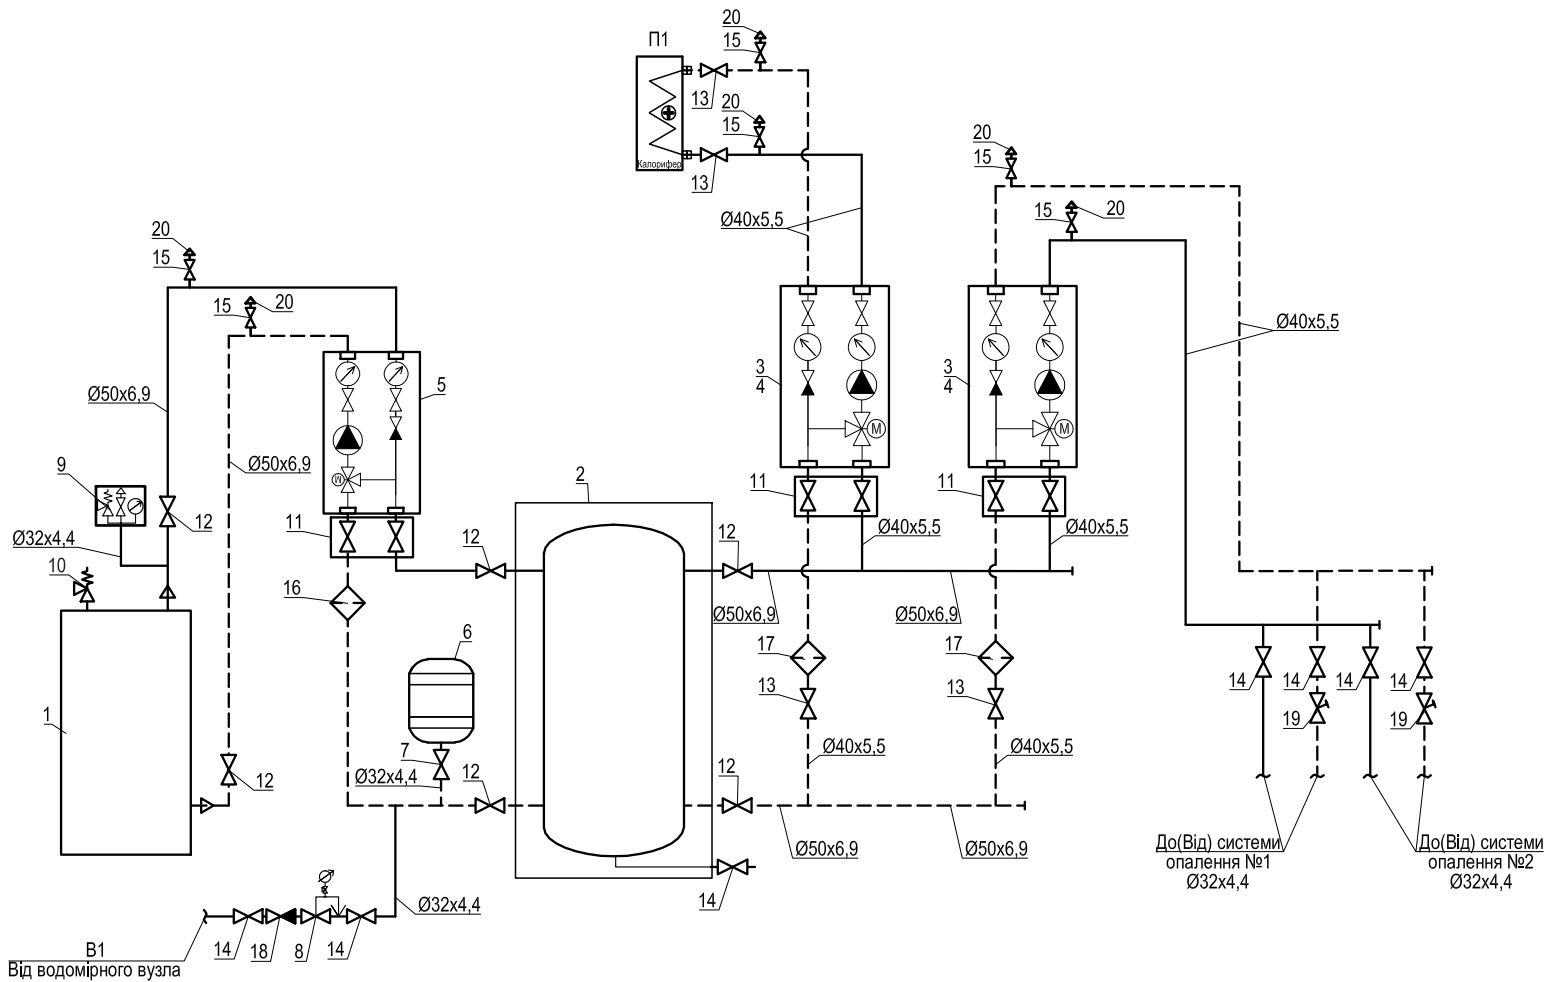 П1
20
15
13
20
15
13
Калорифер
Ø40x5,5
20
15
15
20
20
15
15
20
Ø40x5,5
Ø50x6,9
5
3
4
3
4
M
M
9
Ø50x6,9
M
2
11
11
12
11
12
12
Ø40x5,5
Ø40x5,5
Ø32x4,4
10
16
Ø50x6,9
Ø50x6,9
6
17
17
14
14
14
14
13
13
1
19
19
7
Ø40x5,5
Ø40x5,5
12
Ø32x4,4
12
12
До(Від) системи
опалення №1
Ø32x4,4
До(Від) системи
опалення №2
Ø32x4,4
Ø50x6,9
Ø50x6,9
14
Ø32x4,4
14
18
8
14
В1
Від водомірного вузла